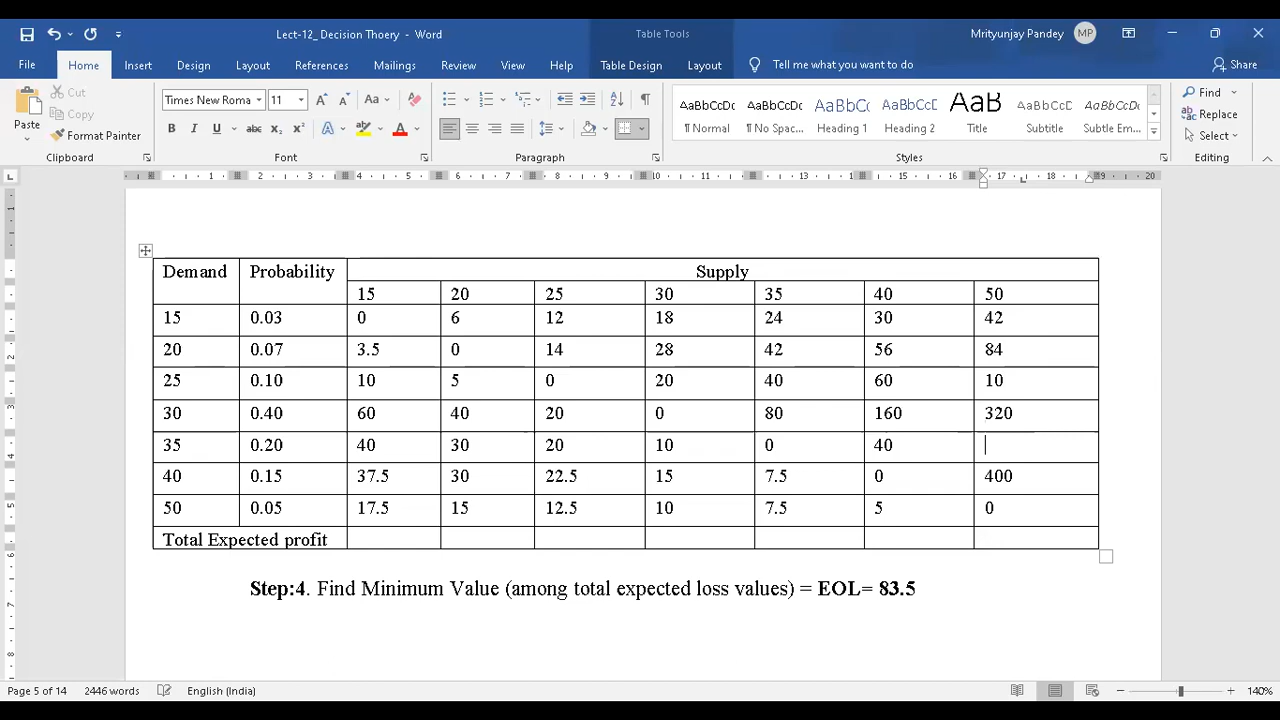 Lect-12_ Decision Thoery - Word
Table Tools
Mrityunjay Pandey MP
File Home Insert Design Layout References Mailings Review View Help Table Design Layout Tell me what you want to do Share
Paste
Cut
Copy
Format Painter
Times New Roma 11
Aa
B I U abc x₂ x² A A
AaBbCcDc AaBbCcDc AaBbCcD AaBbCcD AaB AaBbCcD AaBbCcDt
¶ Normal ¶ No Spac... Heading 1 Heading 2 Title Subtitle Subtle Em...
Find
Replace
Select
Clipboard Font Paragraph Styles Editing
Demand Probability Supply
15 20 25 30 35 40 50
15 0.03 0 6 12 18 24 30 42
20 0.07 3.5 0 14 28 42 56 84
25 0.10 10 5 0 20 40 60 10
30 0.40 60 40 20 0 80 160 320
35 0.20 40 30 20 10 0 40
40 0.15 37.5 30 22.5 15 7.5 0 400
50 0.05 17.5 15 12.5 10 7.5 5 0
Total Expected profit
Step:4. Find Minimum Value (among total expected loss values) = EOL= 83.5
Page 5 of 14 2446 words English (India) 140%